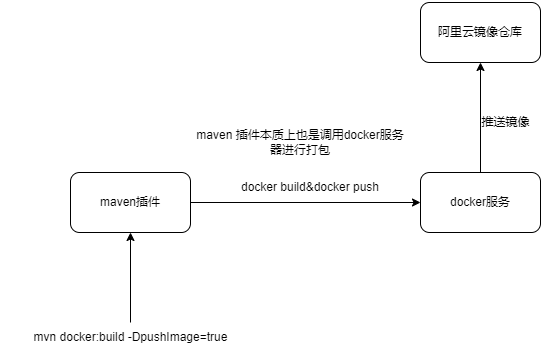 阿里云镜像仓库
推送镜像
maven 插件本质上也是调用docker服务
器进行打包
docker build&docker push
maven插件
docker服务
mvn docker:build -DpushImage=true